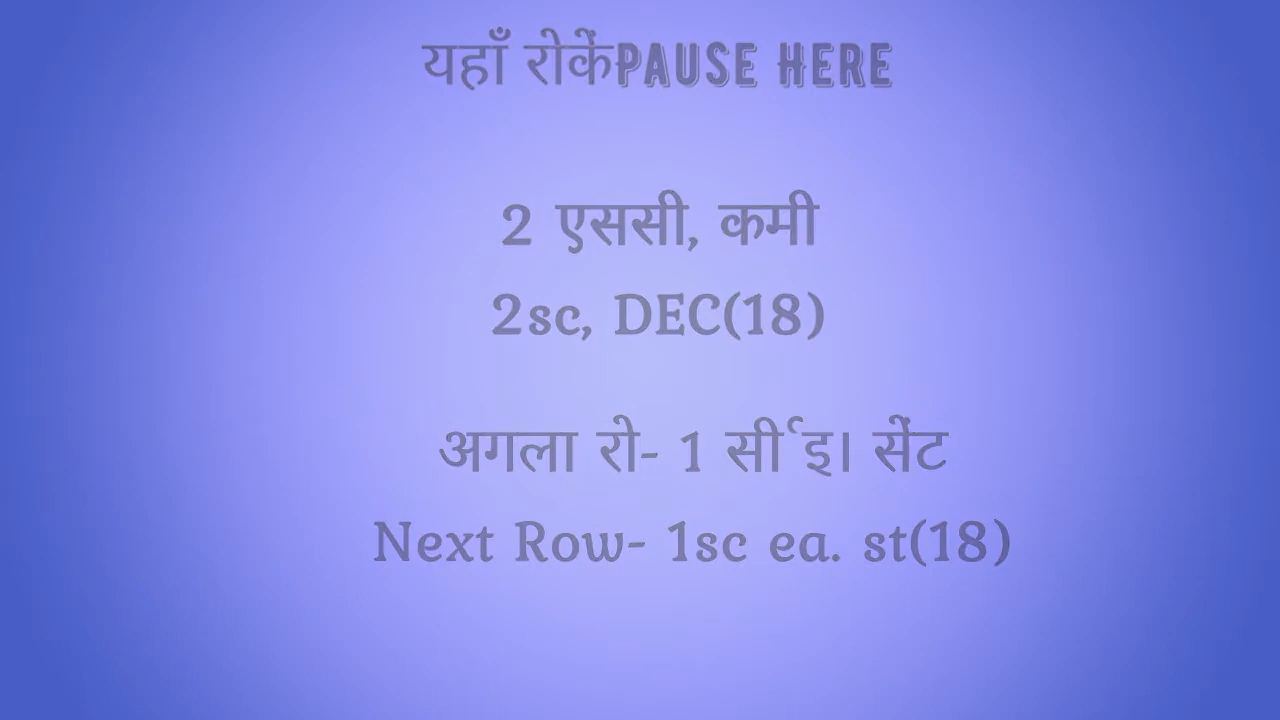 यहाँ रोकेंPAUSE HERE
2 एससी, कमी
2sc, DEC(18)
अगला रो- 1 सीर्इ। सेंट
Next Row- 1sc ea. st(18)